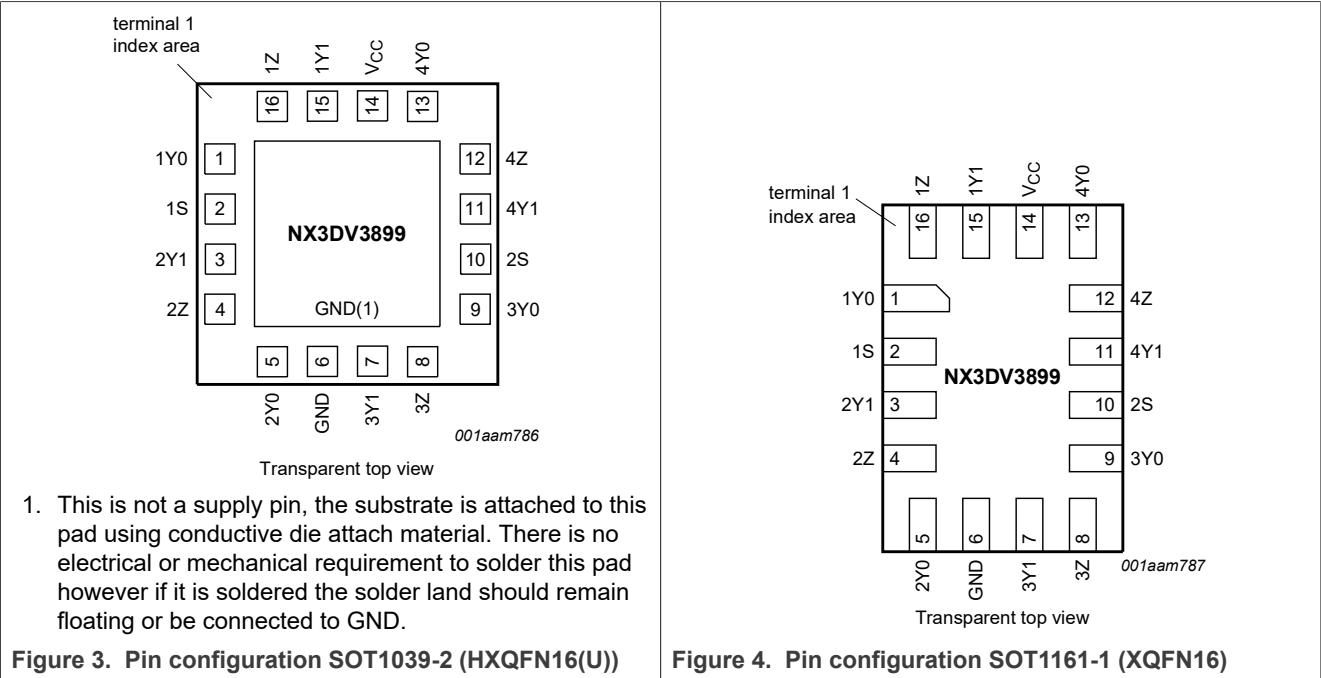 terminal 1
index area
1Z
1Y1
VCC
4Y0
16
15
14
13
1Y0
1
12
4Z
1S
2
11
4Y1
NX3DV3899
2Y1
3
10
2S
2Z
4
GND(1)
9
3Y0
5
6
7
8
2Y0
GND
3Y1
3Z
001aam786
Transparent top view
1. This is not a supply pin, the substrate is attached to this
pad using conductive die attach material. There is no
electrical or mechanical requirement to solder this pad
however if it is soldered the solder land should remain
floating or be connected to GND.
Figure 3. Pin configuration SOT1039-2 (HXQFN16(U))
terminal 1
index area
1Z
1Y1
VCC
4Y0
16
15
14
13
1Y0
1
12
4Z
1S
2
11
4Y1
NX3DV3899
2Y1
3
10
2S
2Z
4
9
3Y0
5
6
7
8
2Y0
GND
3Y1
3Z
001aam787
Transparent top view
Figure 4. Pin configuration SOT1161-1 (XQFN16)